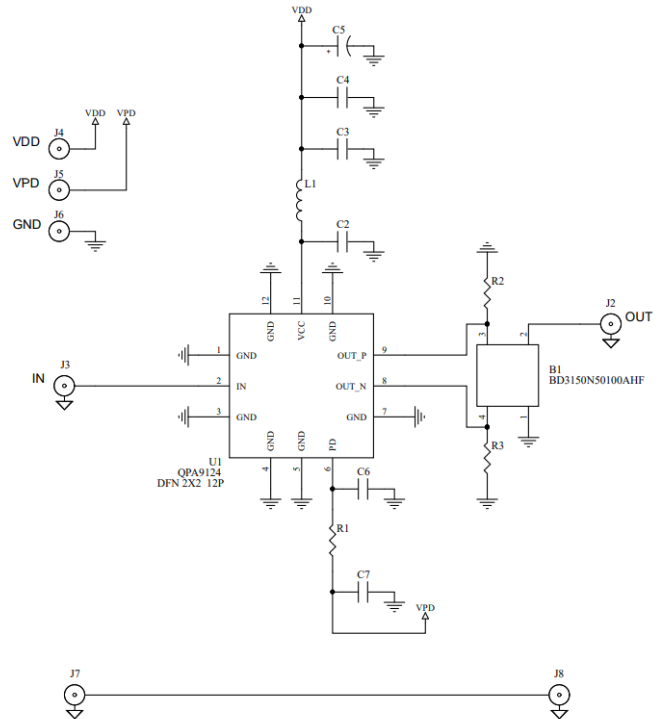 VDD
C5
+
C4
C3
L1
C2
VDD
VPD
J4
VDD
J5
VPD
J6
GND
12
11
10
GND
VCC
GND
1
GND
OUT_P
9
2
IN
OUT_N
8
3
GND
GND
7
GND
GND
PD
4
5
6
J3
IN
U1
QPA9124
DFN 2X2 12P
R2
3
2
J2
OUT
B1
BD3150N50100AHF
4
1
R3
C6
R1
C7
VPD
J7
J8